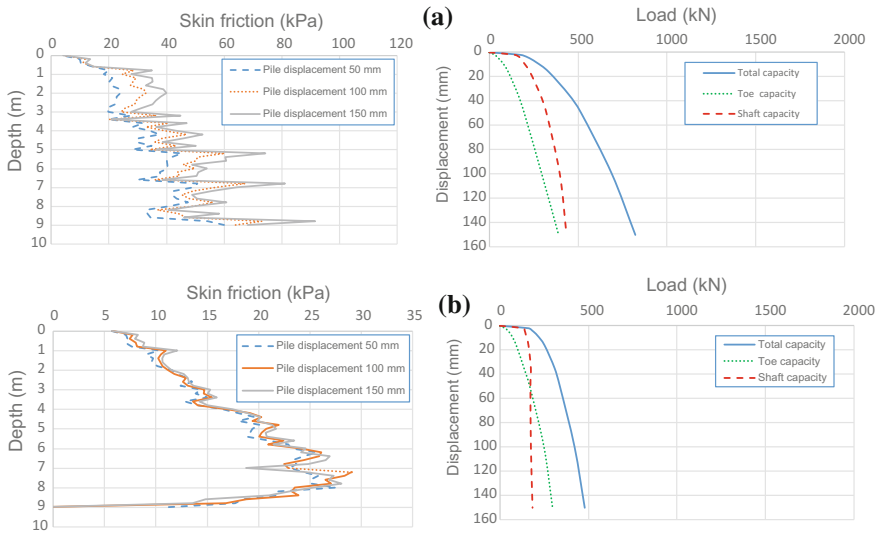 Skin friction (kPa)
0 20 40 60 80 100 120
Depth (m)
0
1
2
3
4
5
6
7
8
9
10
Pile displacement 50 mm
Pile displacement 100 mm
Pile displacement 150 mm
(a)
Load (kN)
0 500 1000 1500 2000
Displacement (mm)
0
20
40
60
80
100
120
140
160
Total capacity
Toe capacity
Shaft capacity
Skin friction (kPa)
0 5 10 15 20 25 30 35
Depth (m)
0
1
2
3
4
5
6
7
8
9
10
Pile displacement 50 mm
Pile displacement 100 mm
Pile displacement 150 mm
(b)
Load (kN)
0 500 1000 1500 2000
Displacement (mm)
0
20
40
60
80
100
120
140
160
Total capacity
Toe capacity
Shaft capacity